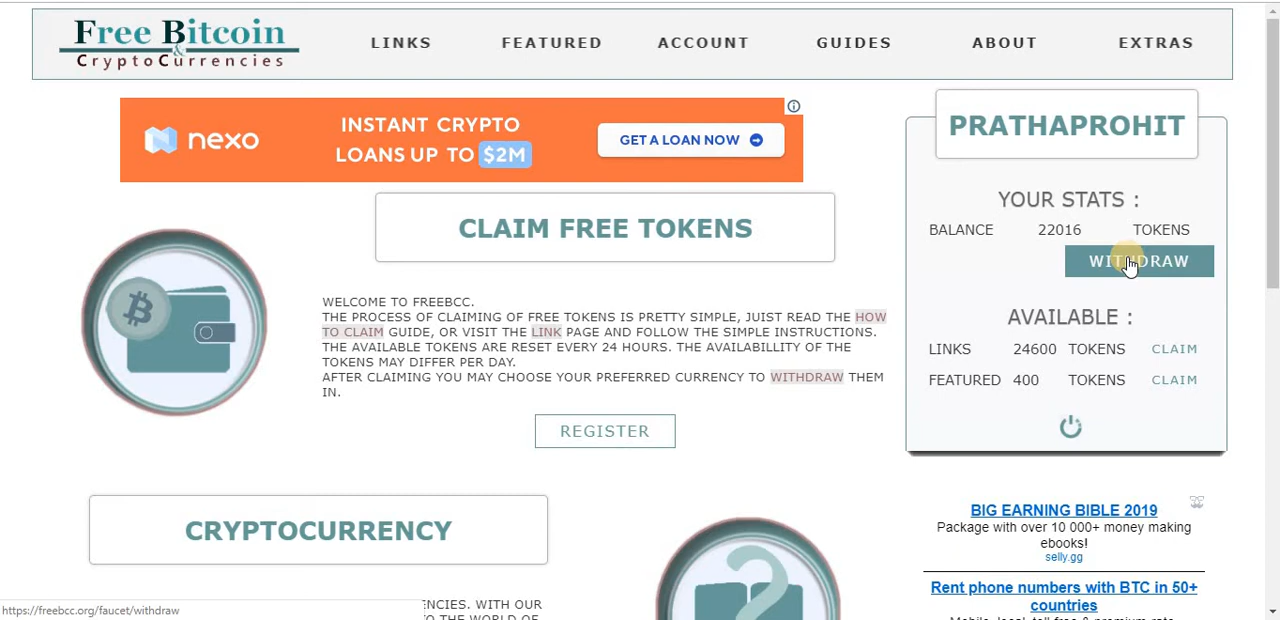 Free Bitcoin
&
CryptoCurrencies
LINKS FEATURED ACCOUNT GUIDES ABOUT EXTRAS
nexo
INSTANT CRYPTO
LOANS UP TO $2M
GET A LOAN NOW
CLAIM FREE TOKENS
WELCOME TO FREEBCC.
THE PROCESS OF CLAIMING OF FREE TOKENS IS PRETTY SIMPLE, JUIST READ THE HOW
TO CLAIM GUIDE, OR VISIT THE LINK PAGE AND FOLLOW THE SIMPLE INSTRUCTIONS.
THE AVAILABLE TOKENS ARE RESET EVERY 24 HOURS. THE AVAILABILLITY OF THE
TOKENS MAY DIFFER PER DAY.
AFTER CLAIMING YOU MAY CHOOSE YOUR PREFERRED CURRENCY TO WITHDRAW THEM
IN.
REGISTER
PRATHAPROHIT
YOUR STATS :
BALANCE 22016 TOKENS
WITHDRAW
AVAILABLE :
LINKS 24600 TOKENS CLAIM
FEATURED 400 TOKENS CLAIM
CRYPTOCURRENCY
BIG EARNING BIBLE 2019
Package with over 10 000+ money making
ebooks!
selly.gg
Rent phone numbers with BTC in 50+
countries
https://freebcc.org/faucet/withdraw
ENCIES. WITH OUR
O THE WORLD OF